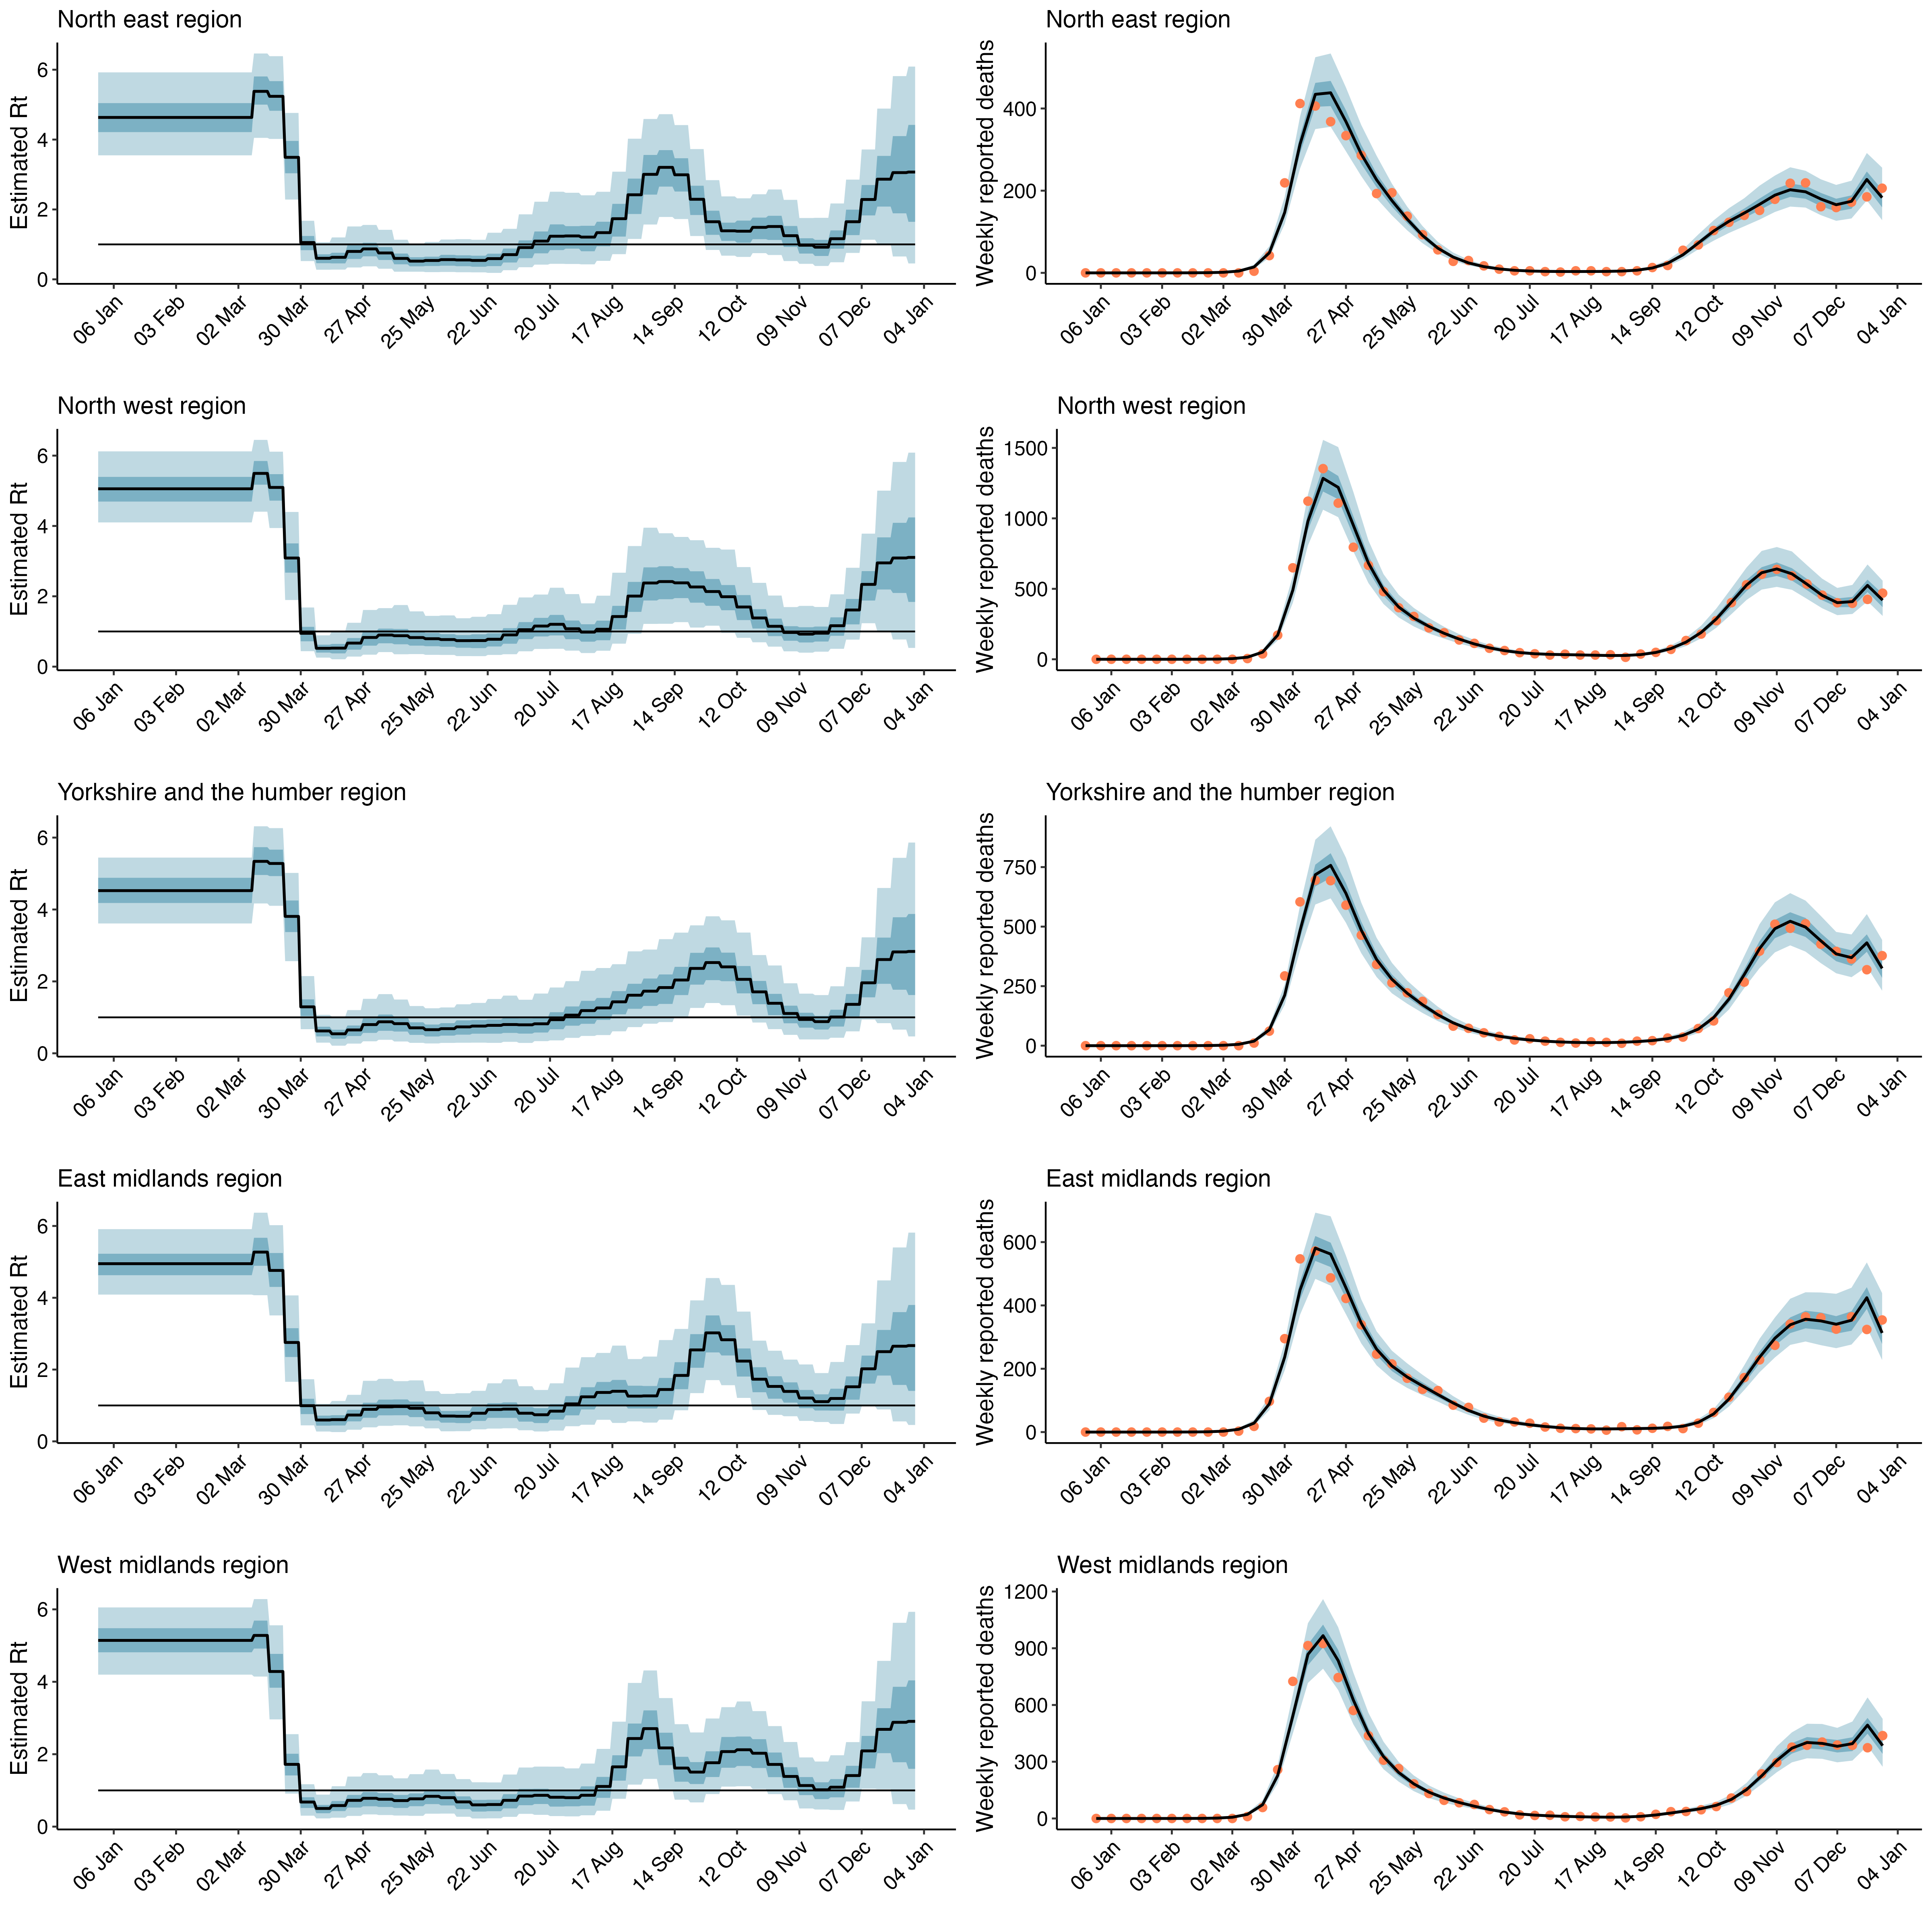 North east region
Estimated Rt
6
4
2
0
06 Jan
03 Feb
02 Mar
30 Mar
27 Apr
25 May
22 Jun
20 Jul
17 Aug
14 Sep
12 Oct
09 Nov
07 Dec
04 Jan
North east region
Weekly reported deaths
400
200
0
06 Jan
03 Feb
02 Mar
30 Mar
27 Apr
25 May
22 Jun
20 Jul
17 Aug
14 Sep
12 Oct
09 Nov
07 Dec
04 Jan
North west region
Estimated Rt
6
4
2
0
06 Jan
03 Feb
02 Mar
30 Mar
27 Apr
25 May
22 Jun
20 Jul
17 Aug
14 Sep
12 Oct
09 Nov
07 Dec
04 Jan
North west region
Weekly reported deaths
1500
1000
500
0
06 Jan
03 Feb
02 Mar
30 Mar
27 Apr
25 May
22 Jun
20 Jul
17 Aug
14 Sep
12 Oct
09 Nov
07 Dec
04 Jan
Yorkshire and the humber region
Estimated Rt
6
4
2
0
06 Jan
03 Feb
02 Mar
30 Mar
27 Apr
25 May
22 Jun
20 Jul
17 Aug
14 Sep
12 Oct
09 Nov
07 Dec
04 Jan
Yorkshire and the humber region
Weekly reported deaths
750
500
250
0
06 Jan
03 Feb
02 Mar
30 Mar
27 Apr
25 May
22 Jun
20 Jul
17 Aug
14 Sep
12 Oct
09 Nov
07 Dec
04 Jan
East midlands region
Estimated Rt
6
4
2
0
06 Jan
03 Feb
02 Mar
30 Mar
27 Apr
25 May
22 Jun
20 Jul
17 Aug
14 Sep
12 Oct
09 Nov
07 Dec
04 Jan
East midlands region
Weekly reported deaths
600
400
200
0
06 Jan
03 Feb
02 Mar
30 Mar
27 Apr
25 May
22 Jun
20 Jul
17 Aug
14 Sep
12 Oct
09 Nov
07 Dec
04 Jan
West midlands region
Estimated Rt
6
4
2
0
06 Jan
03 Feb
02 Mar
30 Mar
27 Apr
25 May
22 Jun
20 Jul
17 Aug
14 Sep
12 Oct
09 Nov
07 Dec
04 Jan
West midlands region
Weekly reported deaths
1200
900
600
300
0
06 Jan
03 Feb
02 Mar
30 Mar
27 Apr
25 May
22 Jun
20 Jul
17 Aug
14 Sep
12 Oct
09 Nov
07 Dec
04 Jan